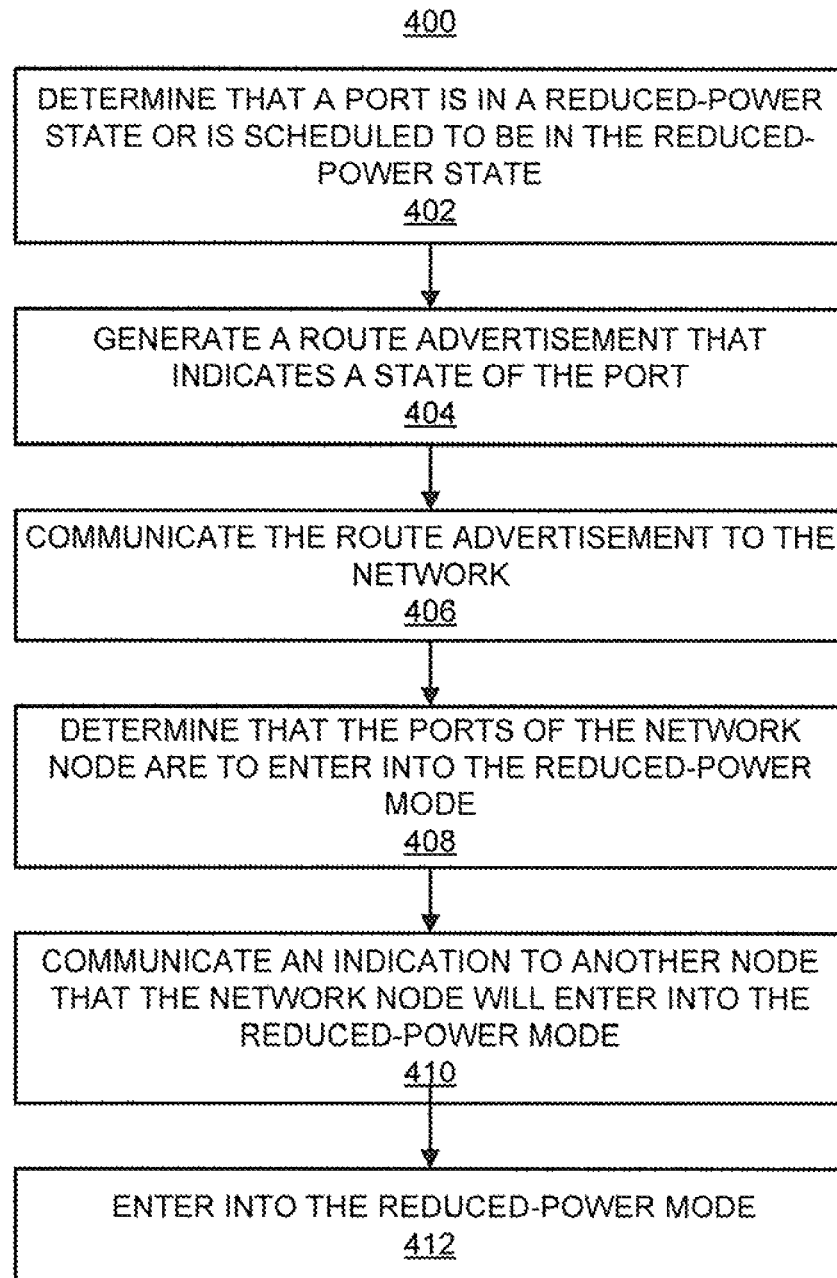 400
DETERMINE THAT A PORT IS IN A REDUCED-POWER
STATE OR IS SCHEDULED TO BE IN THE REDUCED-
POWER STATE
402
GENERATE A ROUTE ADVERTISEMENT THAT
INDICATES A STATE OF THE PORT
404
COMMUNICATE THE ROUTE ADVERTISEMENT TO THE
NETWORK
406
DETERMINE THAT THE PORTS OF THE NETWORK
NODE ARE TO ENTER INTO THE REDUCED-POWER
MODE
408
COMMUNICATE AN INDICATION TO ANOTHER NODE
THAT THE NETWORK NODE WILL ENTER INTO THE
REDUCED-POWER MODE
410
ENTER INTO THE REDUCED-POWER MODE
412